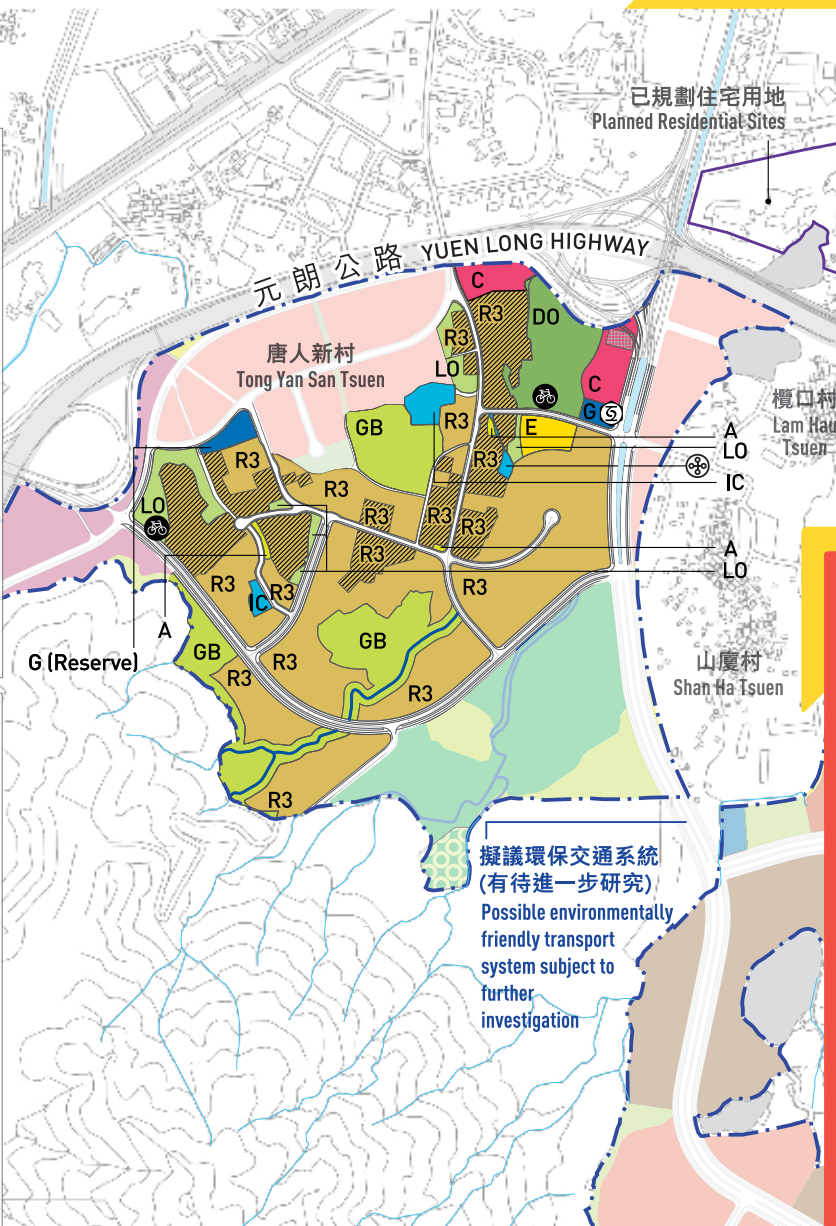 已規劃住宅用地
Planned Residential Sites
元朗公路 YUEN LONG HIGHWAY
C
R3
DO
R3
唐人新村
Tong Yan San Tsuen
LO
C
欖口村
Lam Hau
Tsuen
GB
R3
G
S
E
A
LO
R3
R3
IC
R3
LO
R3
R3
R3
R3
A
LO
R3
R3
IC
R3
A
GB
GB
G (Reserve)
R3
R3
R3
山廈村
Shan Ha Tsuen
R3
擬議環保交通系統
(有待進一步研究)
Possible environmentally
friendly transport
system subject to
further
investigation